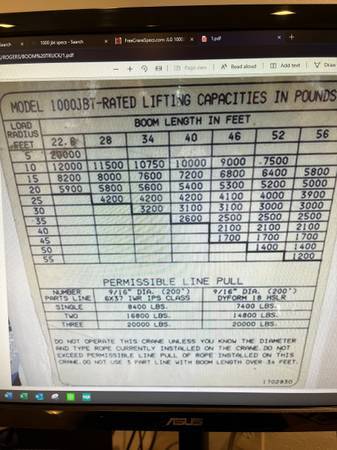 1000 jbt specs - Search
FreeCraneSpecs.com: JLG 1000
1.pdf
/ROGERS/BOOM%20TRUCK/1.pdf
Page view
Read aloud
Add text
Draw
MODEL 1000JBT-RATED LIFTING CAPACITIES IN POUNDS
LOAD RADIUS FEET BOOM LENGTH IN FEET
22.8 28 34 40 46 52 56
5 20000
10 12000 11500 10750 10000 9000 7500
15 8200 8000 7600 7200 6800 6400 5800
20 5900 5800 5600 5400 5300 5200 5000
25 4200 4200 4200 4100 4000 3900
30 3200 3100 3100 3000 3000
35 2600 2500 2500 2500
40 2100 2100 2100
45 1700 1700 1700
50 1400 1400
55 1200
PERMISSIBLE LINE PULL
NUMBER PARTS LINE 9/16" DIA. (200') 6X37 IWR IPS CLASS 9/16" DIA. (200') DYFORM 18 HSLR
SINGLE 8400 LBS. 7400 LBS.
TWO 16800 LBS. 14800 LBS.
THREE 20000 LBS. 20000 LBS.
DO NOT OPERATE THIS CRANE UNLESS YOU KNOW THE DIAMETER
AND TYPE ROPE CURRENTLY INSTALLED ON THE CRANE. DO NOT
EXCEED PERMISSIBLE LINE PULL OF ROPE INSTALLED ON THIS
CRANE. DO NOT USE 3 PART LINE WITH BOOM LENGTH OVER 34 FEET.
1702930
ASUS